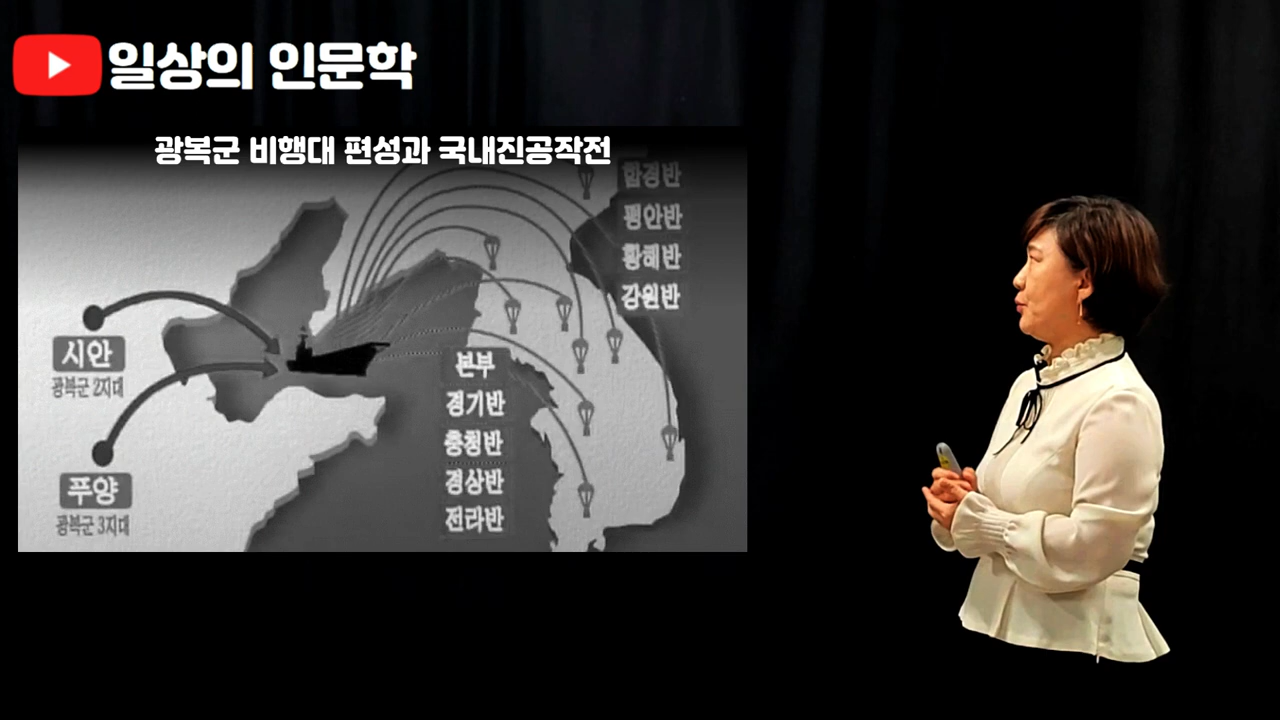 일상의 인문학
광복군 비행대 편성과 국내진공작전
함경반
평안반
황해반
강원반
시안
광복군 2지대
본부
경기반
충청반
경상반
전라반
푸양
광복군 3지대